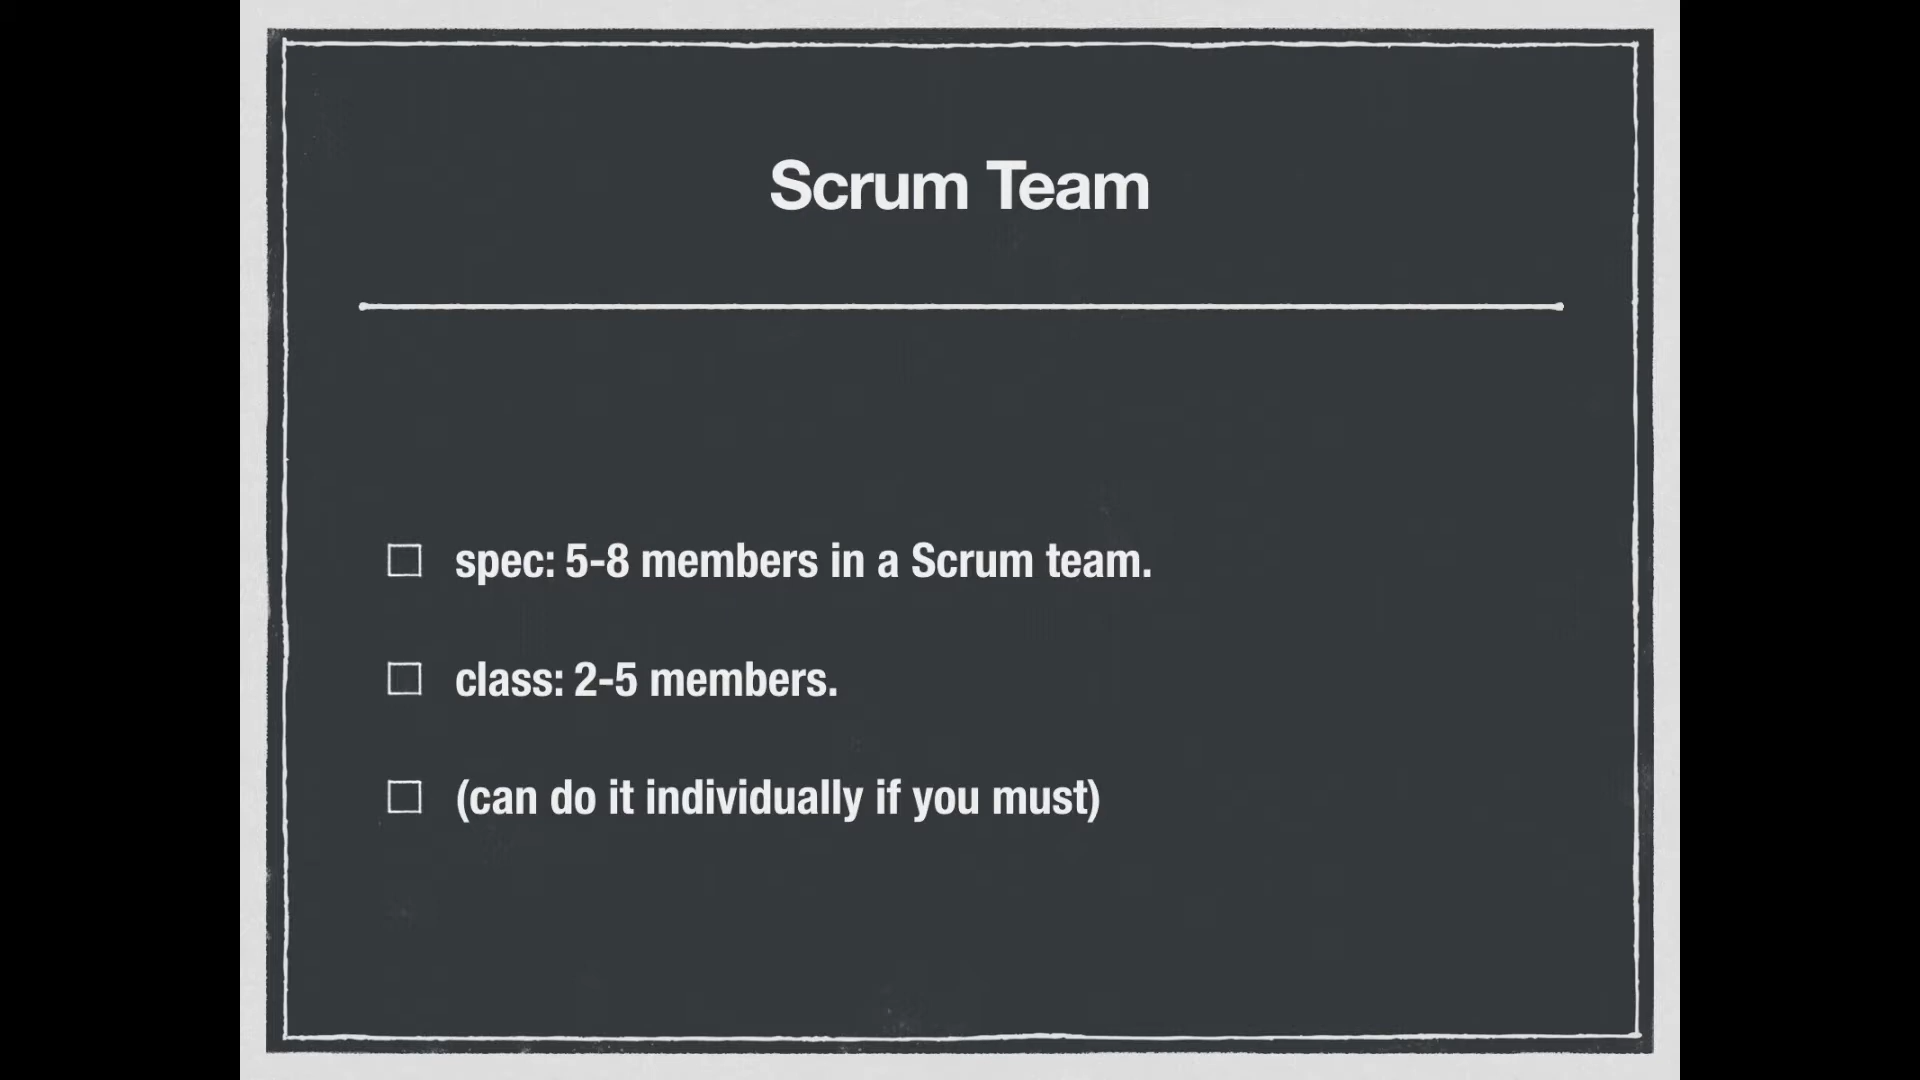 Scrum Team
spec: 5-8 members in a Scrum team.
class: 2-5 members.
(can do it individually if you must)